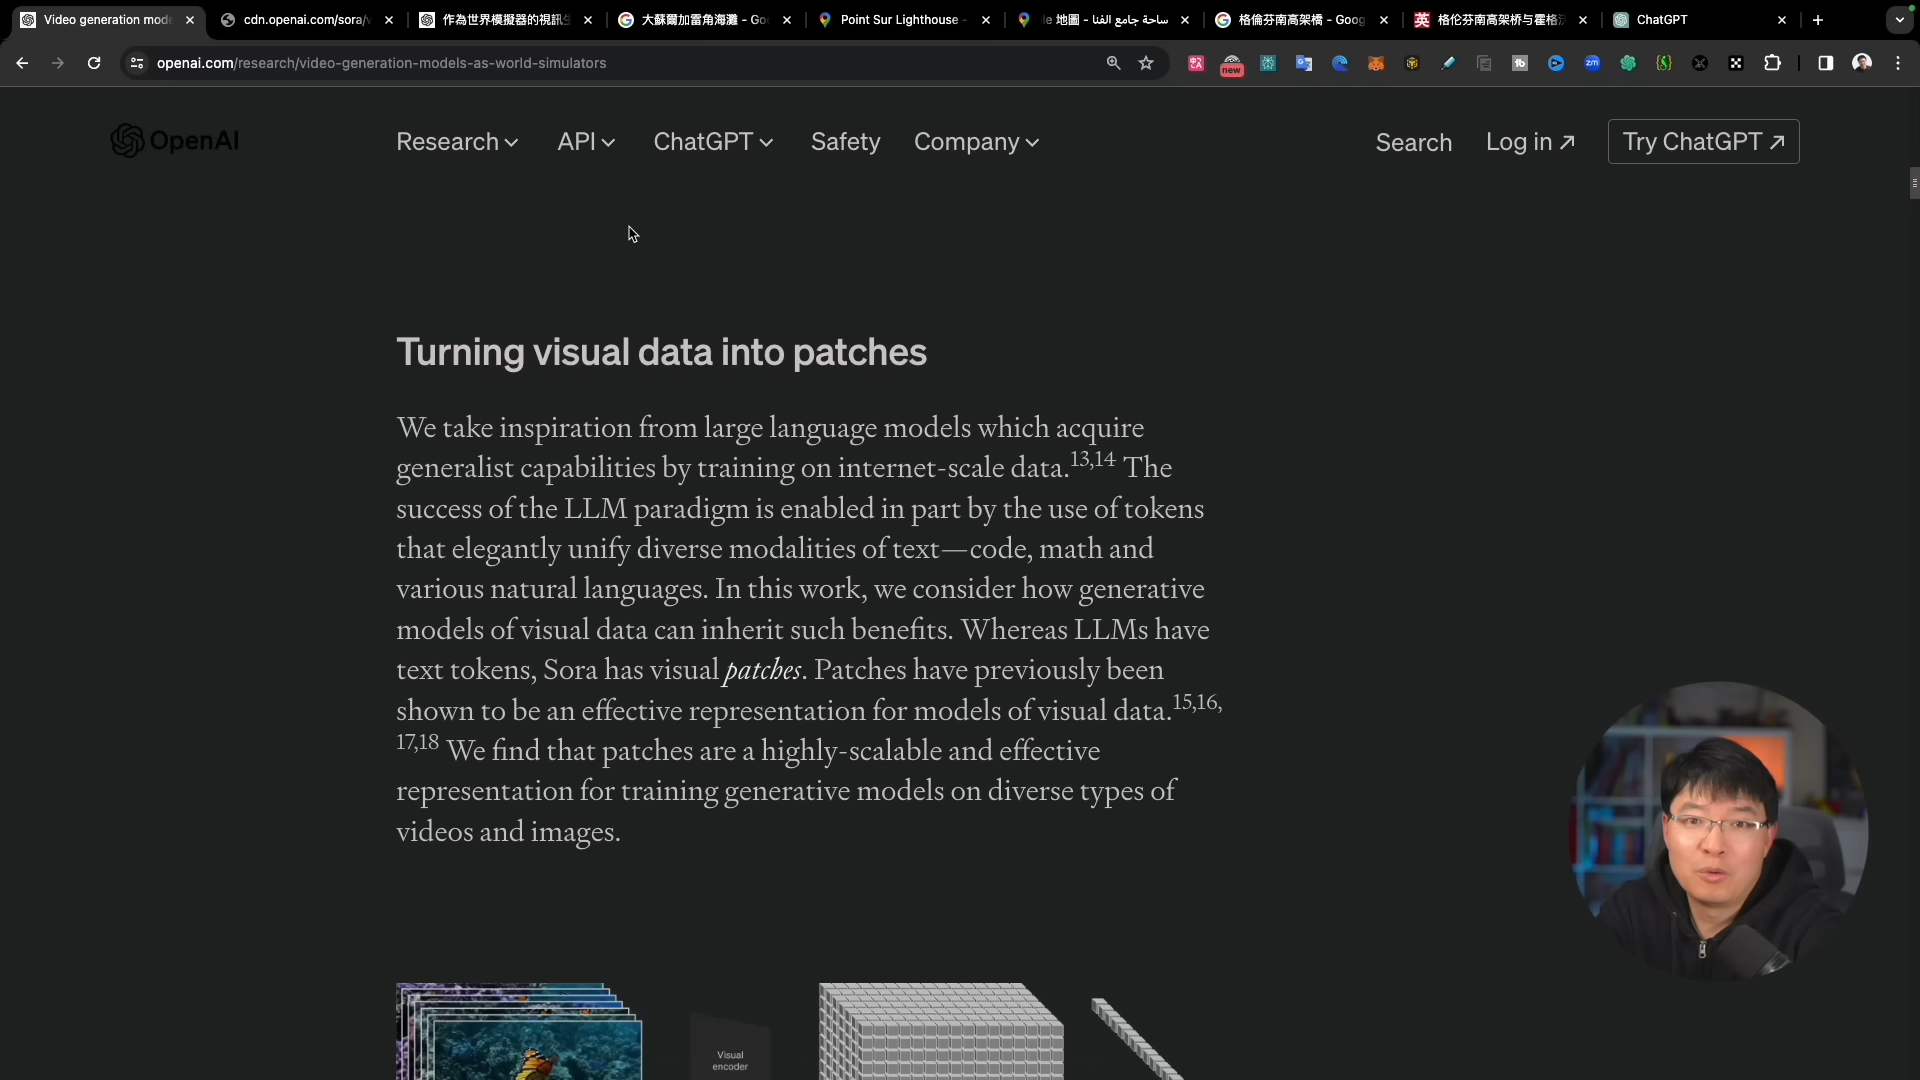 Video generation mode
cdn.openai.com/sora/v
作為世界模擬器的視訊生
大蘇爾加雷角海灘 - Go
Point Sur Lighthouse -
le 地圖 - ساحة جامع الفنا
格倫芬南高架橋 - Goog
格伦芬南高架桥与霍格沃
ChatGPT
openai.com/research/video-generation-models-as-world-simulators
new
OpenAI
Research
API
ChatGPT
Safety
Company
Search
Log in ↗
Try ChatGPT ↗
Turning visual data into patches
We take inspiration from large language models which acquire
generalist capabilities by training on internet-scale data.13,14 The
success of the LLM paradigm is enabled in part by the use of tokens
that elegantly unify diverse modalities of text—code, math and
various natural languages. In this work, we consider how generative
models of visual data can inherit such benefits. Whereas LLMs have
text tokens, Sora has visual patches. Patches have previously been
shown to be an effective representation for models of visual data.15,16,
17,18 We find that patches are a highly-scalable and effective
representation for training generative models on diverse types of
videos and images.
Visual
encoder